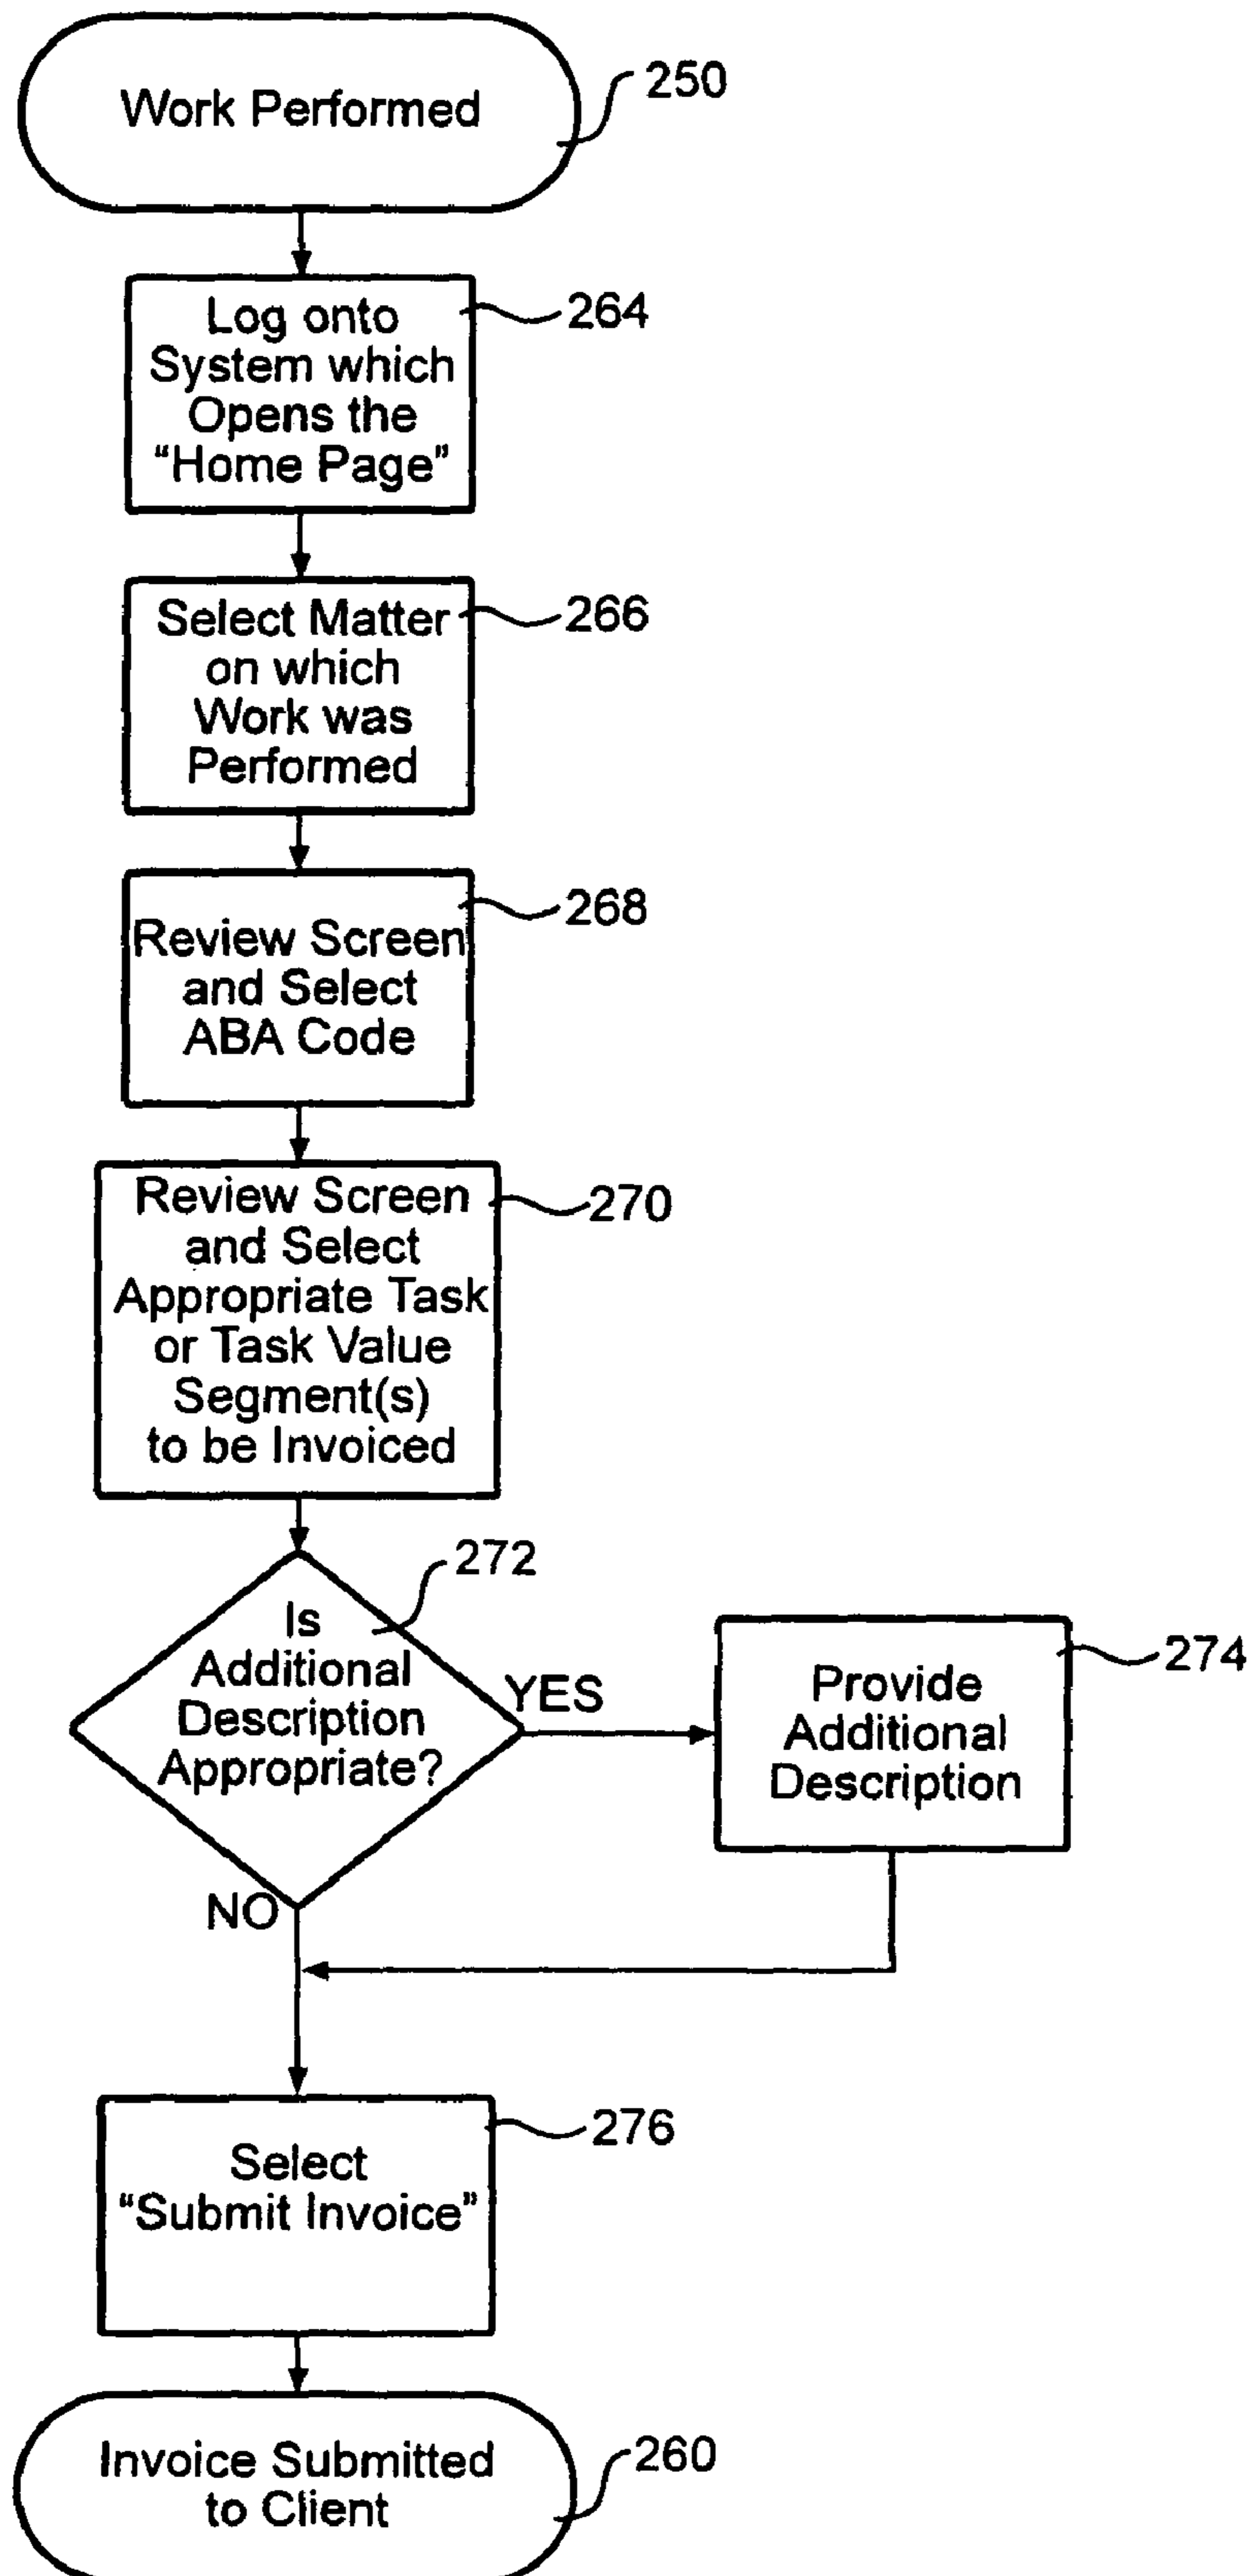 Work Performed
250
Log onto
System which
Opens the
“Home Page”
264
Select Matter
on which
Work was
Performed
266
Review Screen
and Select
ABA Code
268
Review Screen
and Select
Appropriate Task
or Task Value
Segment(s)
to be Invoiced
270
Is
Additional
Description
Appropriate?
272
YES
Provide
Additional
Description
274
NO
Select
“Submit Invoice”
276
Invoice Submitted
to Client
260